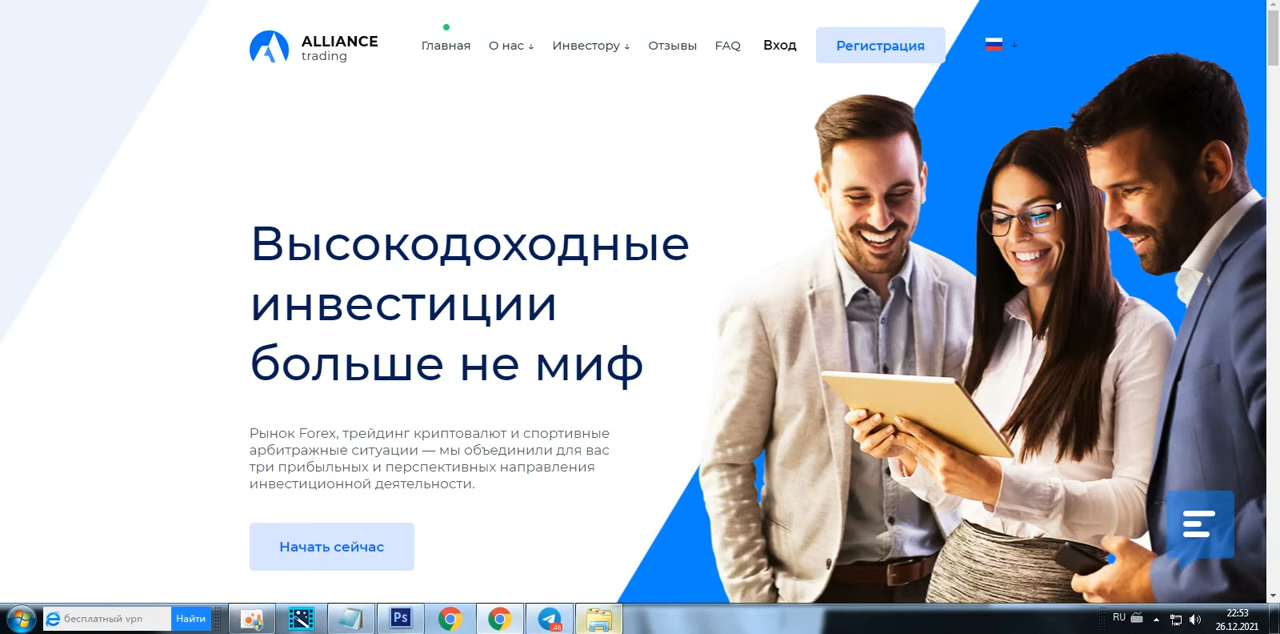 ALLIANCE
trading
Главная О нас ↓ Инвестору ↓ Отзывы FAQ Вход Регистрация ↓
Высокодоходные
инвестиции
больше не миф
Рынок Forex, трейдинг криптовалют и спортивные
арбитражные ситуации — мы объединили для вас
три прибыльных и перспективных направления
инвестиционной деятельности.
Начать сейчас
бесплатный vpn Найти
Ps
46
RU
22:53
26.12.2021